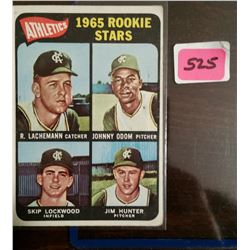 ATHLETICS
1965 ROOKIE
STARS
525
R. LACHEMANN CATCHER
JOHNNY ODOM PITCHER
SKIP LOCKWOOD
INFIELD
JIM HUNTER
PITCHER